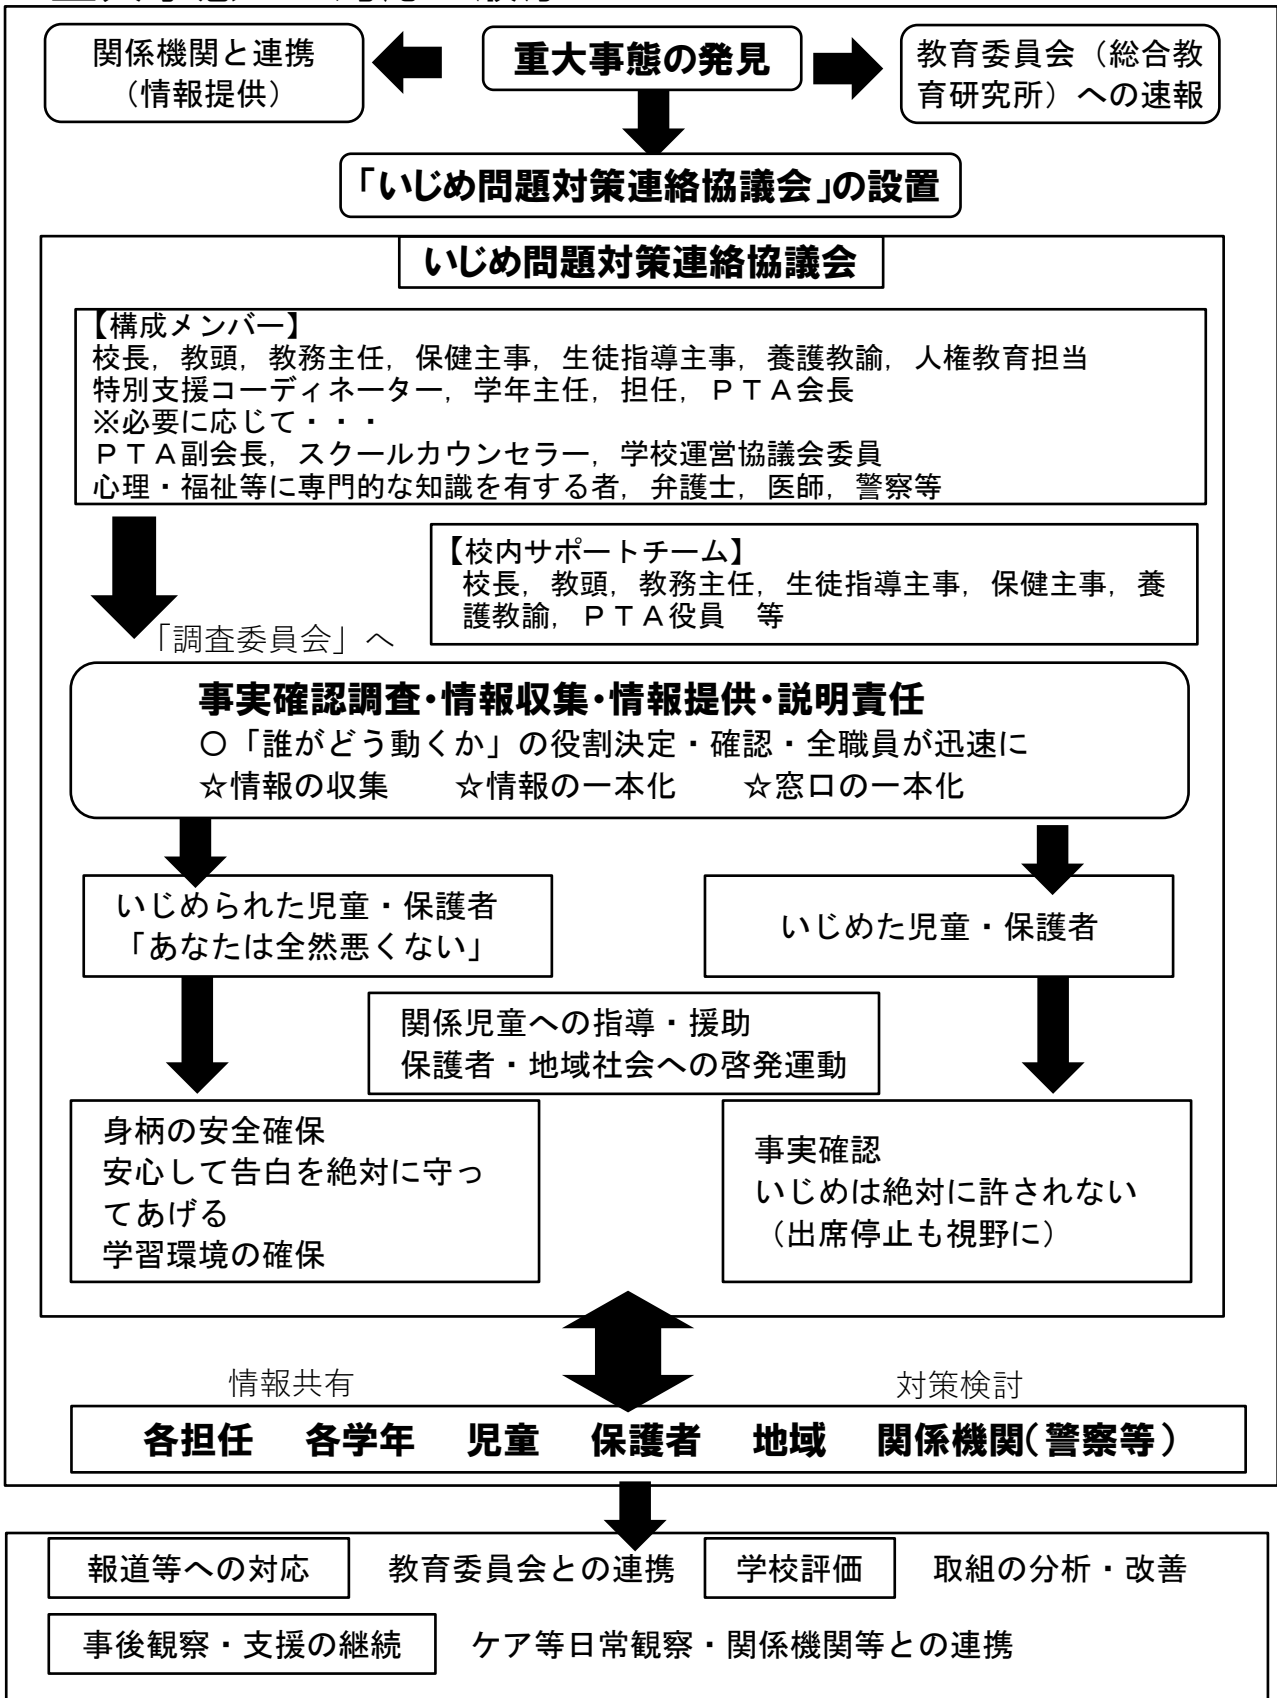 関係機関と連携
（情報提供）
重大事態の発見
教育委員会（総合教
育研究所）への速報
「いじめ問題対策連絡協議会」の設置
いじめ問題対策連絡協議会
【構成メンバー】
校長，教頭，教務主任，保健主事，生徒指導主事，養護教諭，人権教育担当
特別支援コーディネーター，学年主任，担任，ＰＴＡ会長
※必要に応じて・・・
ＰＴＡ副会長，スクールカウンセラー，学校運営協議会委員
心理・福祉等に専門的な知識を有する者，弁護士，医師，警察等
【校内サポートチーム】
校長，教頭，教務主任，生徒指導主事，保健主事，養
護教諭，ＰＴＡ役員　等
「調査委員会」へ
事実確認調査・情報収集・情報提供・説明責任
○「誰がどう動くか」の役割決定・確認・全職員が迅速に
☆情報の収集　　☆情報の一本化　　☆窓口の一本化
いじめられた児童・保護者
「あなたは全然悪くない」
いじめた児童・保護者
関係児童への指導・援助
保護者・地域社会への啓発運動
身柄の安全確保
安心して告白を絶対に守っ
てあげる
学習環境の確保
事実確認
いじめは絶対に許されない
（出席停止も視野に）
情報共有
対策検討
各担任　各学年　児童　保護者　地域　関係機関（警察等）
報道等への対応　教育委員会との連携　学校評価　取組の分析・改善
事後観察・支援の継続　ケア等日常観察・関係機関等との連携